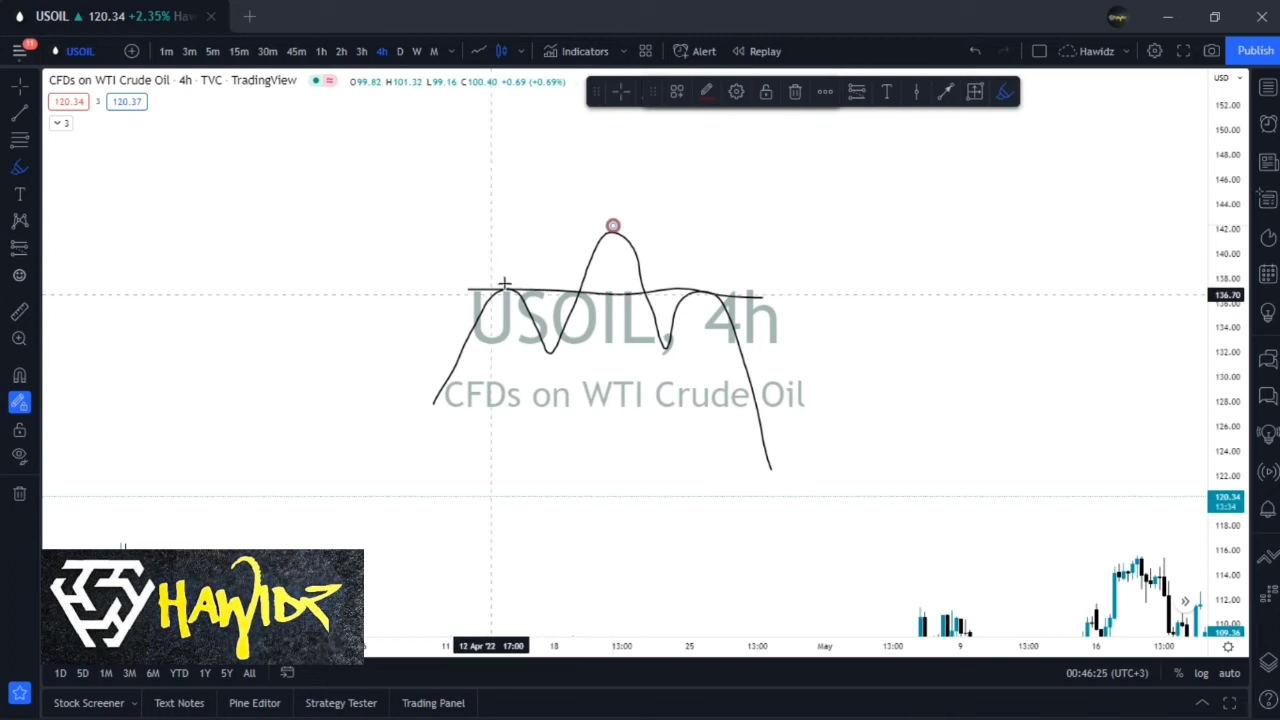 USOIL ▲ 120.34 +2.35% Haw
11
USOIL 1m 3m 5m 15m 30m 45m 1h 2h 3h 4h D W M Indicators Alert Replay Hawidz Publish
CFDs on WTI Crude Oil · 4h · TVC · TradingView O99.82 H101.32 L99.16 C100.40 +0.69 (+0.69%)
USD
120.34 3 120.37
3
152.00
150.00
148.00
146.00
144.00
142.00
140.00
138.00
136.70
136.00
134.00
132.00
130.00
128.00
126.00
124.00
122.00
120.34
13:34
118.00
116.00
114.00
112.00
110.00
109.36
USOIL, 4h
CFDs on WTI Crude Oil
HAWIDZ
11 12 Apr '22 17:00 18 13:00 25 13:00 May 9 13:00 16 13:00
1D 5D 1M 3M 6M YTD 1Y 5Y All 00:46:25 (UTC+3) % log auto
Stock Screener Text Notes Pine Editor Strategy Tester Trading Panel